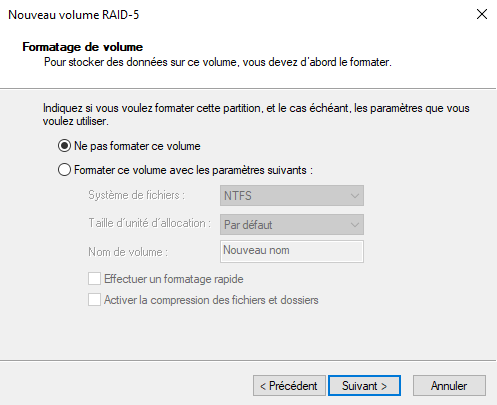 Nouveau volume RAID-5
Formatage de volume
Pour stocker des données sur ce volume, vous devez d'abord le formater.
Indiquez si vous voulez formater cette partition, et le cas échéant, les paramètres que vous
voulez utiliser.
Ne pas formater ce volume
Formater ce volume avec les paramètres suivants :
Système de fichiers :
NTFS
Taille d'unité d'allocation :
Par défaut
Nom de volume :
Nouveau nom
Effectuer un formatage rapide
Activer la compression des fichiers et dossiers
< Précédent
Suivant >
Annuler